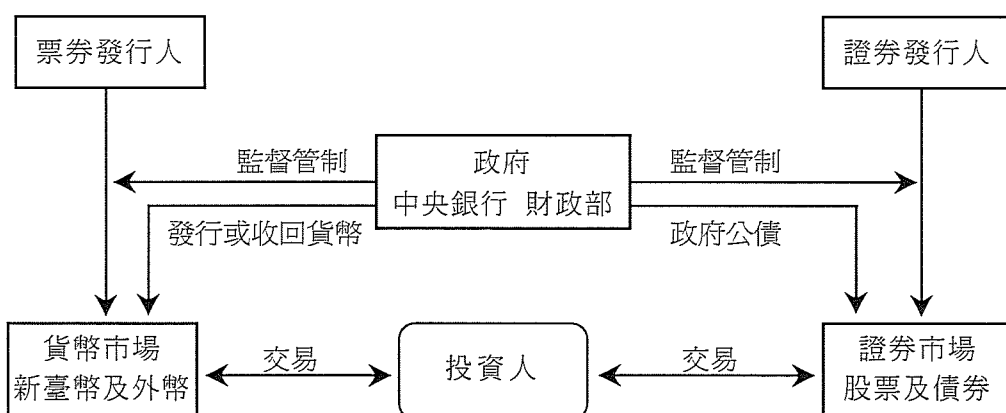 票券發行人
證券發行人
監督管制
政府
監督管制
中央銀行 財政部
發行或收回貨幣
政府公債
貨幣市場
新臺幣及外幣
交易
投資人
交易
證券市場
股票及債券